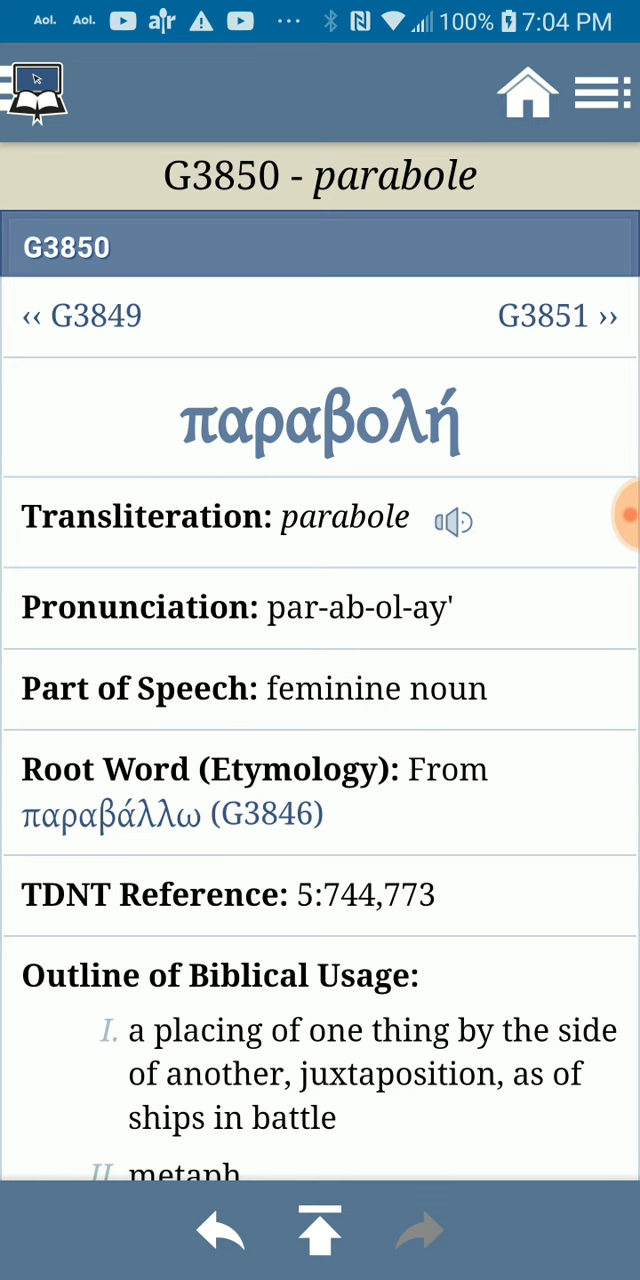 Aol. Aol. a|r ... 100% 7:04 PM
G3850 - parabole
G3850
‹‹ G3849 G3851 ››
παραβολή
Transliteration: parabole
Pronunciation: par-ab-ol-ay'
Part of Speech: feminine noun
Root Word (Etymology): From
παραβάλλω (G3846)
TDNT Reference: 5:744,773
Outline of Biblical Usage:
I. a placing of one thing by the side
of another, juxtaposition, as of
ships in battle
II. metaph